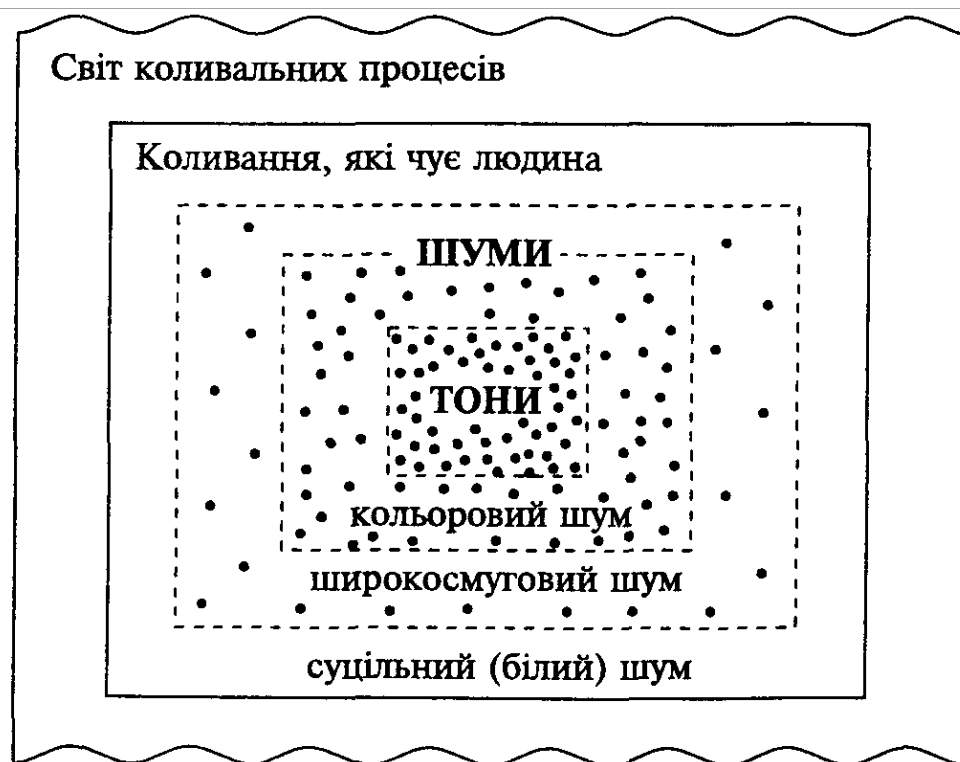 Світ коливальних процесів
Коливання, які чує людина
ШУМИ
ТОНИ
кольоровий шум
широкосмуговий шум
суцільний (білий) шум